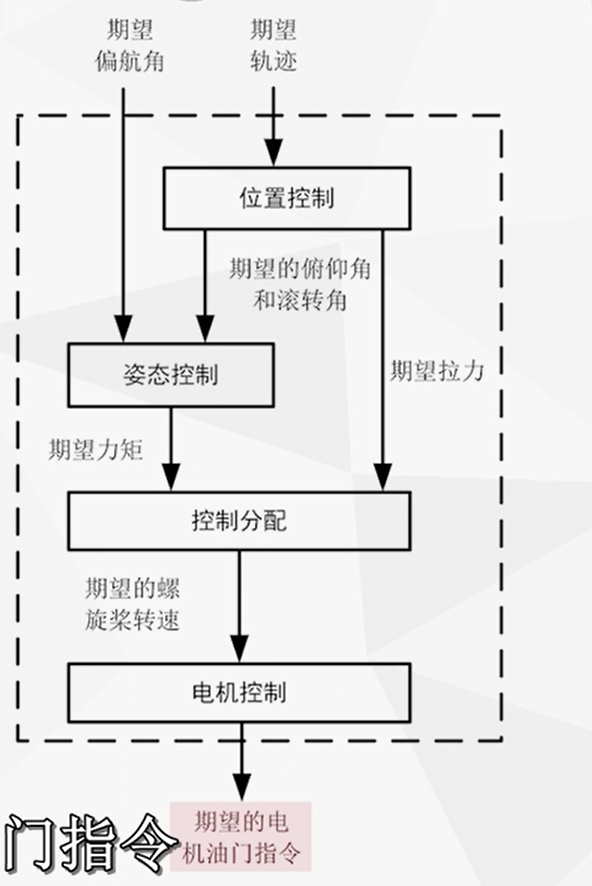 期望
偏航角
期望
轨迹
位置控制
期望的俯仰角
和滚转角
姿态控制
期望拉力
期望力矩
控制分配
期望的螺
旋桨转速
电机控制
期望的电
机油门指令
门指令